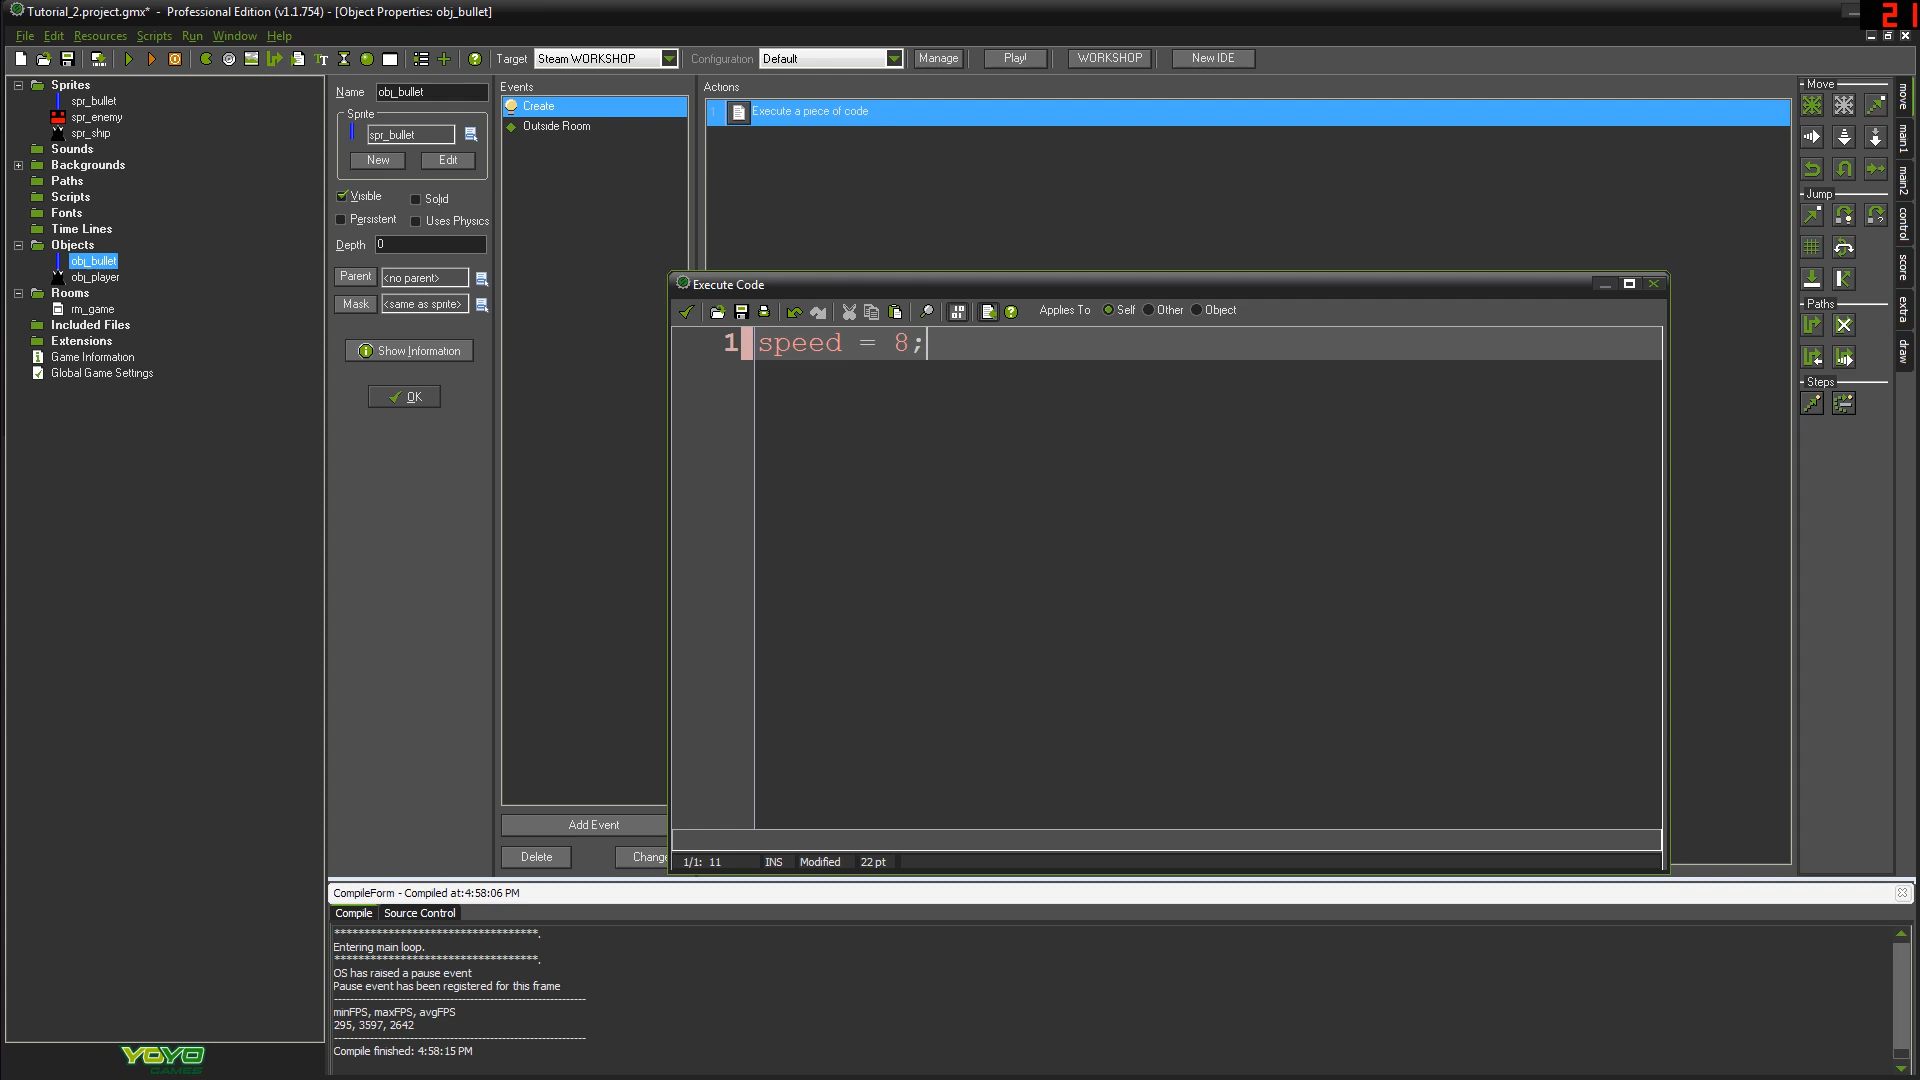 Tutorial_2.project.gmx* - Professional Edition (v1.1.754) - [Object Properties: obj_bullet]
21
File Edit Resources Scripts Run Window Help
Target Steam WORKSHOP Configuration Default Manage Play! WORKSHOP New IDE
Sprites
spr_bullet
spr_enemy
spr_ship
Sounds
Backgrounds
Paths
Scripts
Fonts
Time Lines
Objects
obj_bullet
obj_player
Rooms
rm_game
Included Files
Extensions
Game Information
Global Game Settings
YOYO
GAMES
Name obj_bullet
Sprite
spr_bullet
New Edit
Visible Solid
Persistent Uses Physics
Depth 0
Parent <no parent>
Mask <same as sprite>
Show Information
OK
Events
Create
Outside Room
Add Event
Delete Change
Actions
1 Execute a piece of code
Execute Code
Applies To Self Other Object
1 speed = 8;
1/1: 11 INS Modified 22 pt
Move
Jump
Paths
Steps
move
main1
main2
control
score
extra
draw
CompileForm - Compiled at:4:58:06 PM
Compile Source Control
***********************************.
Entering main loop.
***********************************.
OS has raised a pause event
Pause event has been registered for this frame
---------------------------------------------------------------
minFPS, maxFPS, avgFPS
295, 3597, 2642
---------------------------------------------------------------
Compile finished: 4:58:15 PM